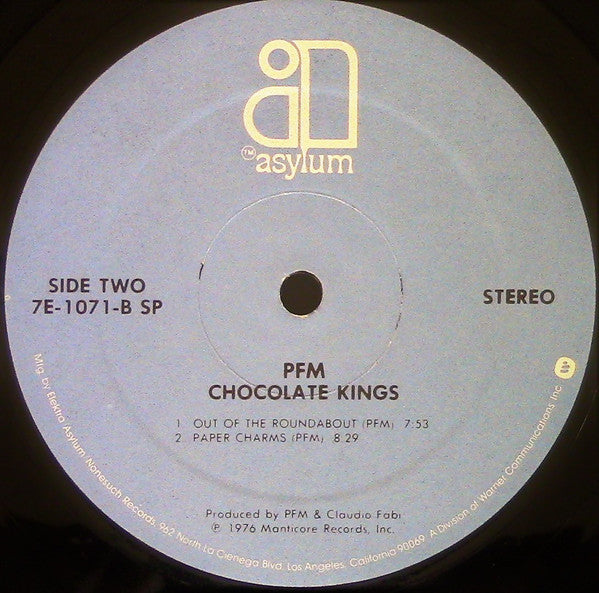 TM asylum
SIDE TWO
7E-1071-B SP
STEREO
PFM
CHOCOLATE KINGS
1 OUT OF THE ROUNDABOUT (PFM) 7:53
2. PAPER CHARMS (PFM) 8:29
Produced by PFM & Claudio Fabi
℗ 1976 Manticore Records, Inc.
Mfg. by Elektra/Asylum/Nonesuch Records, 962 North La Cienega Blvd., Los Angeles, California 90069. A Division of Warner Communications Inc.